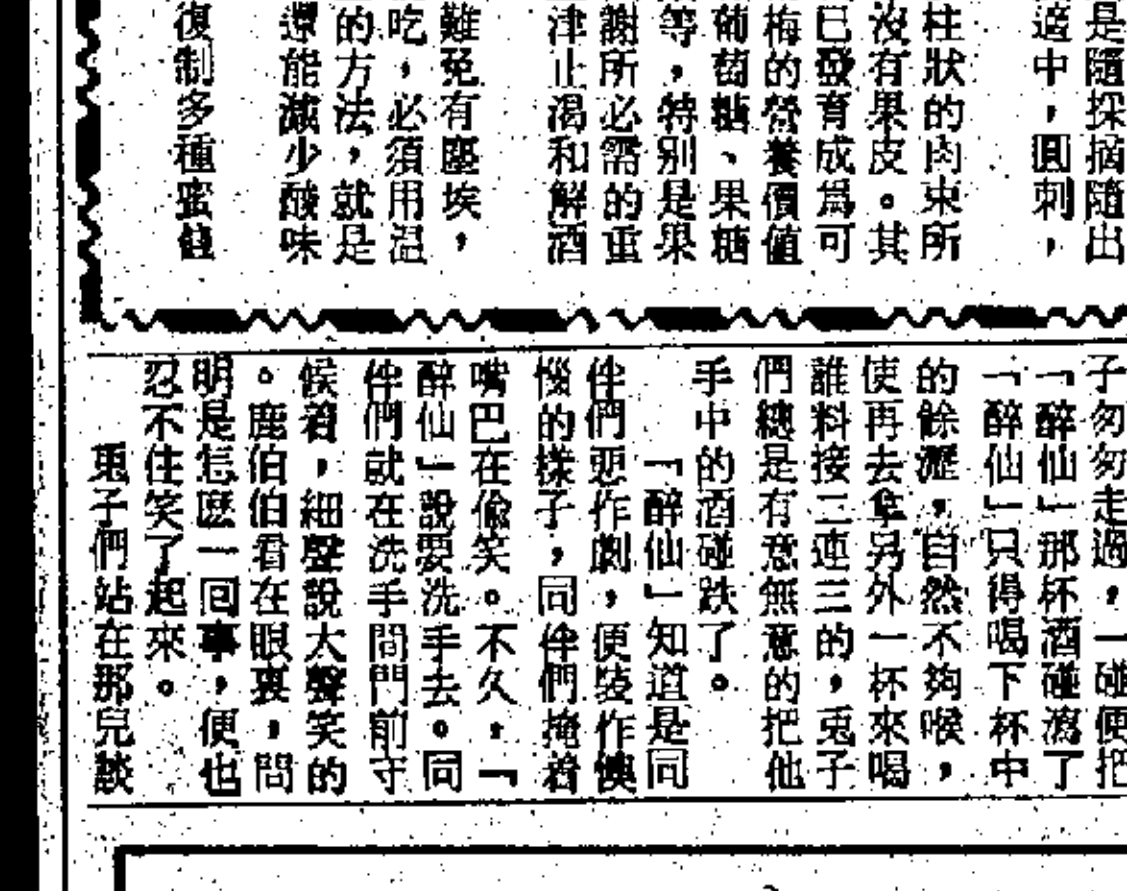 是隨採摘隨出
適中，圓刺，
柱狀的肉束所
沒有果皮。其
已發育成爲可
梅的營養價值
葡萄糖、果糖
等，特別是果
謝所必需的重
津止渴和解酒
難免有塵埃，
吃，必須用温
的方法，就是
還能減少酸味
復制多種蜜餞
子匆匆走過，一碰便把
「醉仙」那杯酒碰瀉了
「醉仙」只得喝下杯中
的餘瀝，自然不夠喉，
使再去拿另外一杯來喝
誰料接二連三的，兎子
們總是有意無意的把他
手中的酒碰跌了。
「醉仙」知道是同
伴們惡作劇，便裝作懊
惱的樣子，同伴們掩着
嘴巴在偷笑。不久，「
醉仙」說要洗手去。同
伴們就在洗手間門前守
候着，細聲說大聲笑的
。鹿伯伯看在眼裏，問
明是怎麽一回事，便也
忍不住笑了起來。
兎子們站在那兒談